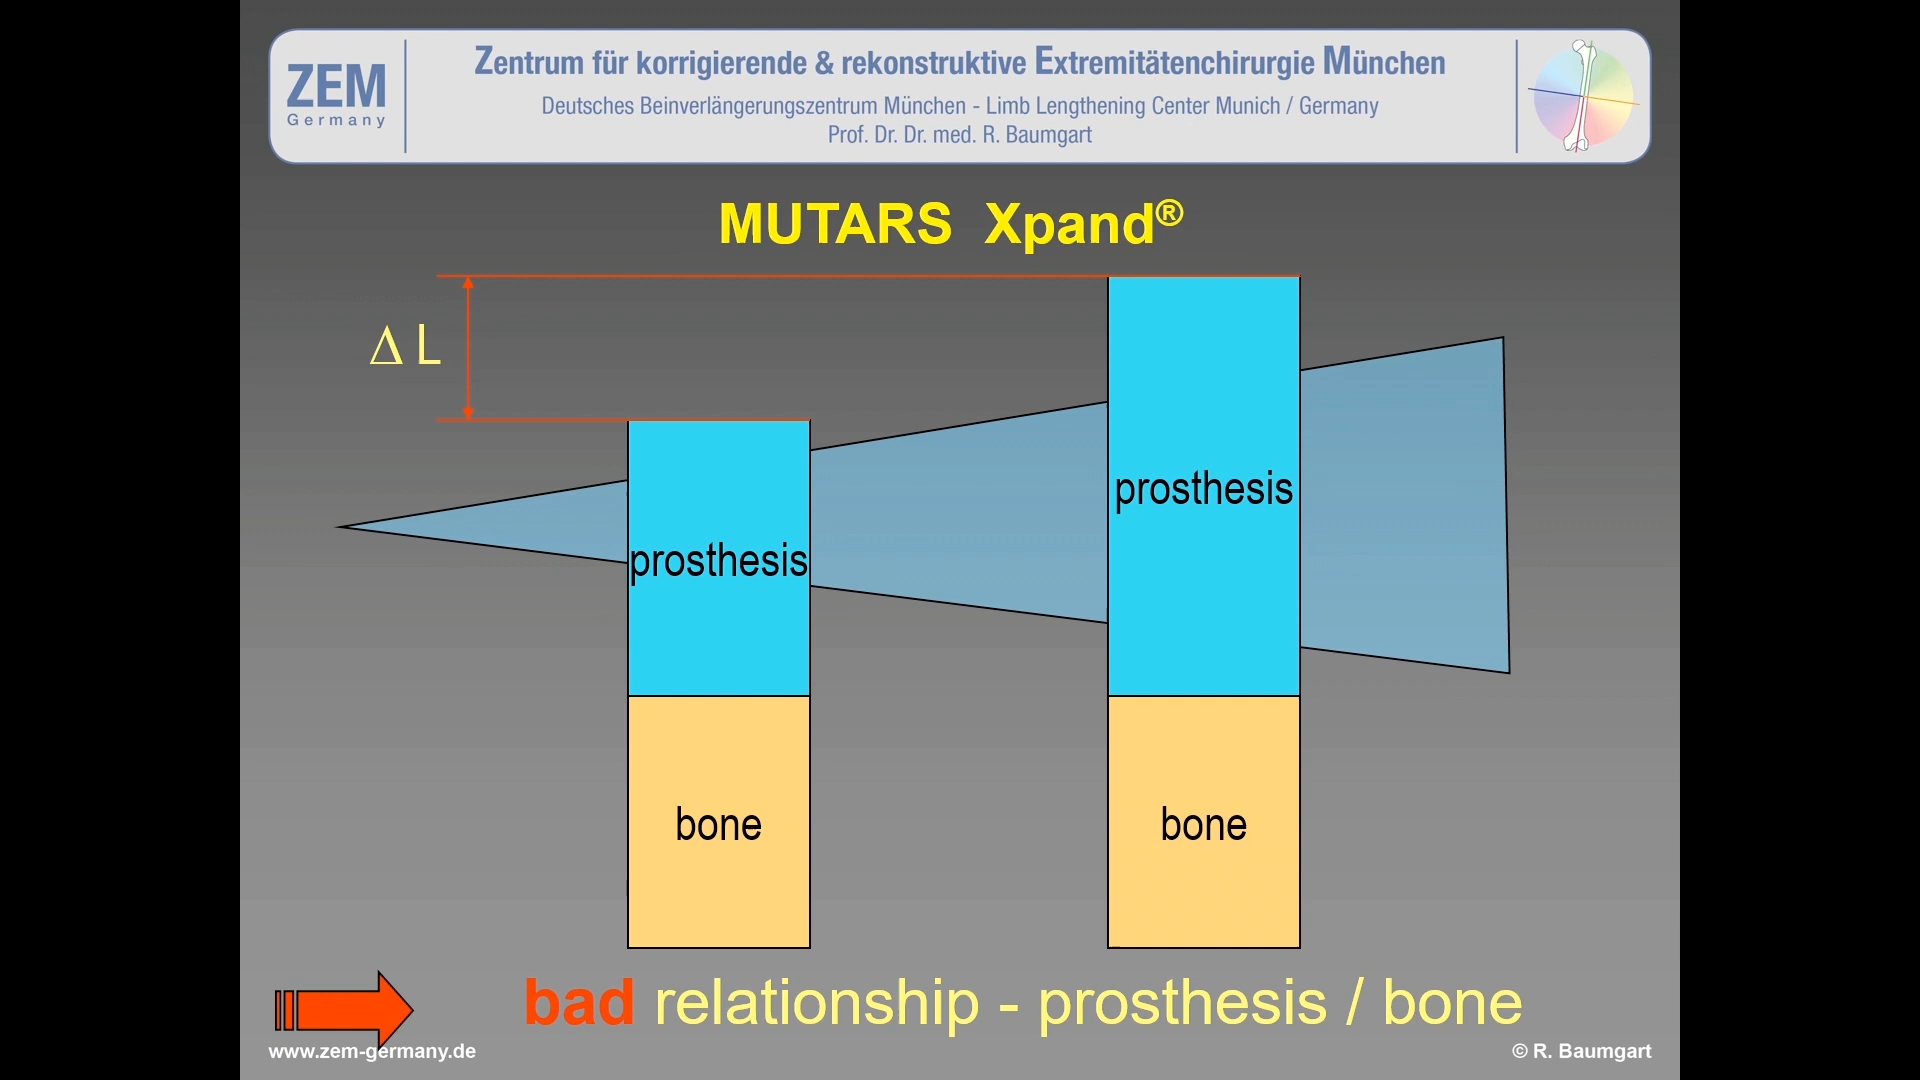 ZEM
Germany
Zentrum für korrigierende & rekonstruktive Extremitätenchirurgie München
Deutsches Beinverlängerungszentrum München - Limb Lengthening Center Munich / Germany
Prof. Dr. Dr. med. R. Baumgart
MUTARS Xpand®
Δ L
prosthesis
prosthesis
bone
bone
bad relationship - prosthesis / bone
www.zem-germany.de
© R. Baumgart